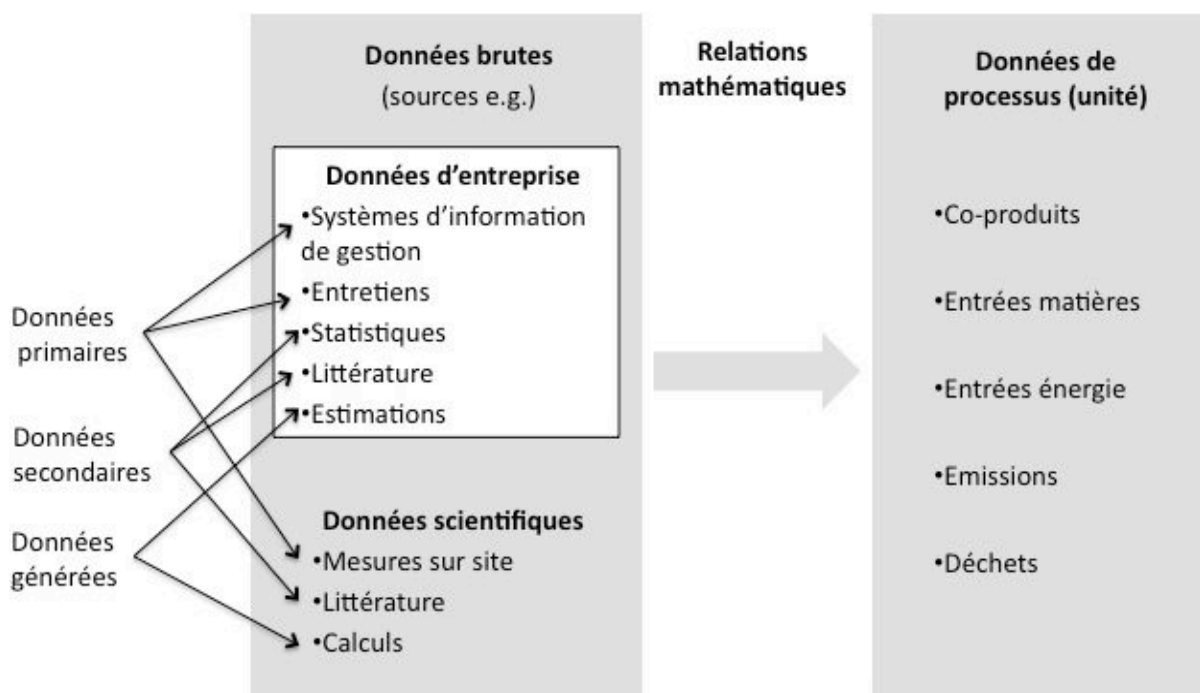 Données
primaires
Données
secondaires
Données
générées
Données brutes
(sources e.g.)
Données d’entreprise
•Systèmes d’information
de gestion
•Entretiens
•Statistiques
•Littérature
•Estimations
Données scientifiques
•Mesures sur site
•Littérature
•Calculs
Relations
mathématiques
Données de
processus (unité)
•Co-produits
•Entrées matières
•Entrées énergie
•Emissions
•Déchets